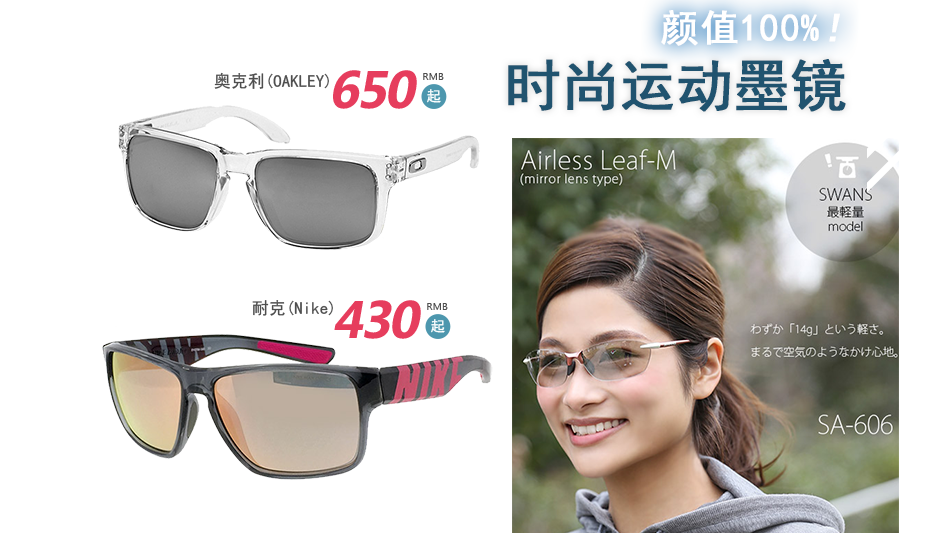 颜值100%！
时尚运动墨镜
奥克利(OAKLEY)650 RMB 起
耐克(Nike)430 RMB 起
NIKE
Airless Leaf-M
(mirror lens type)
SWANS
最軽量
model
わずか「14g」という軽さ。
まるで空気のようなかけ心地。
SA-606